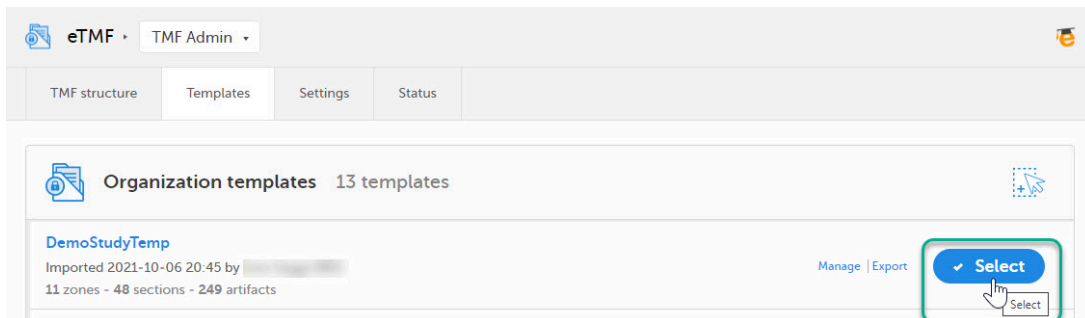 eTMF TMF Admin
TMF structure Templates Settings Status
Organization templates 13 templates
DemoStudyTemp
Imported 2021-10-06 20:45 by
Manage | Export
Select
11 zones - 48 sections - 249 artifacts
Select